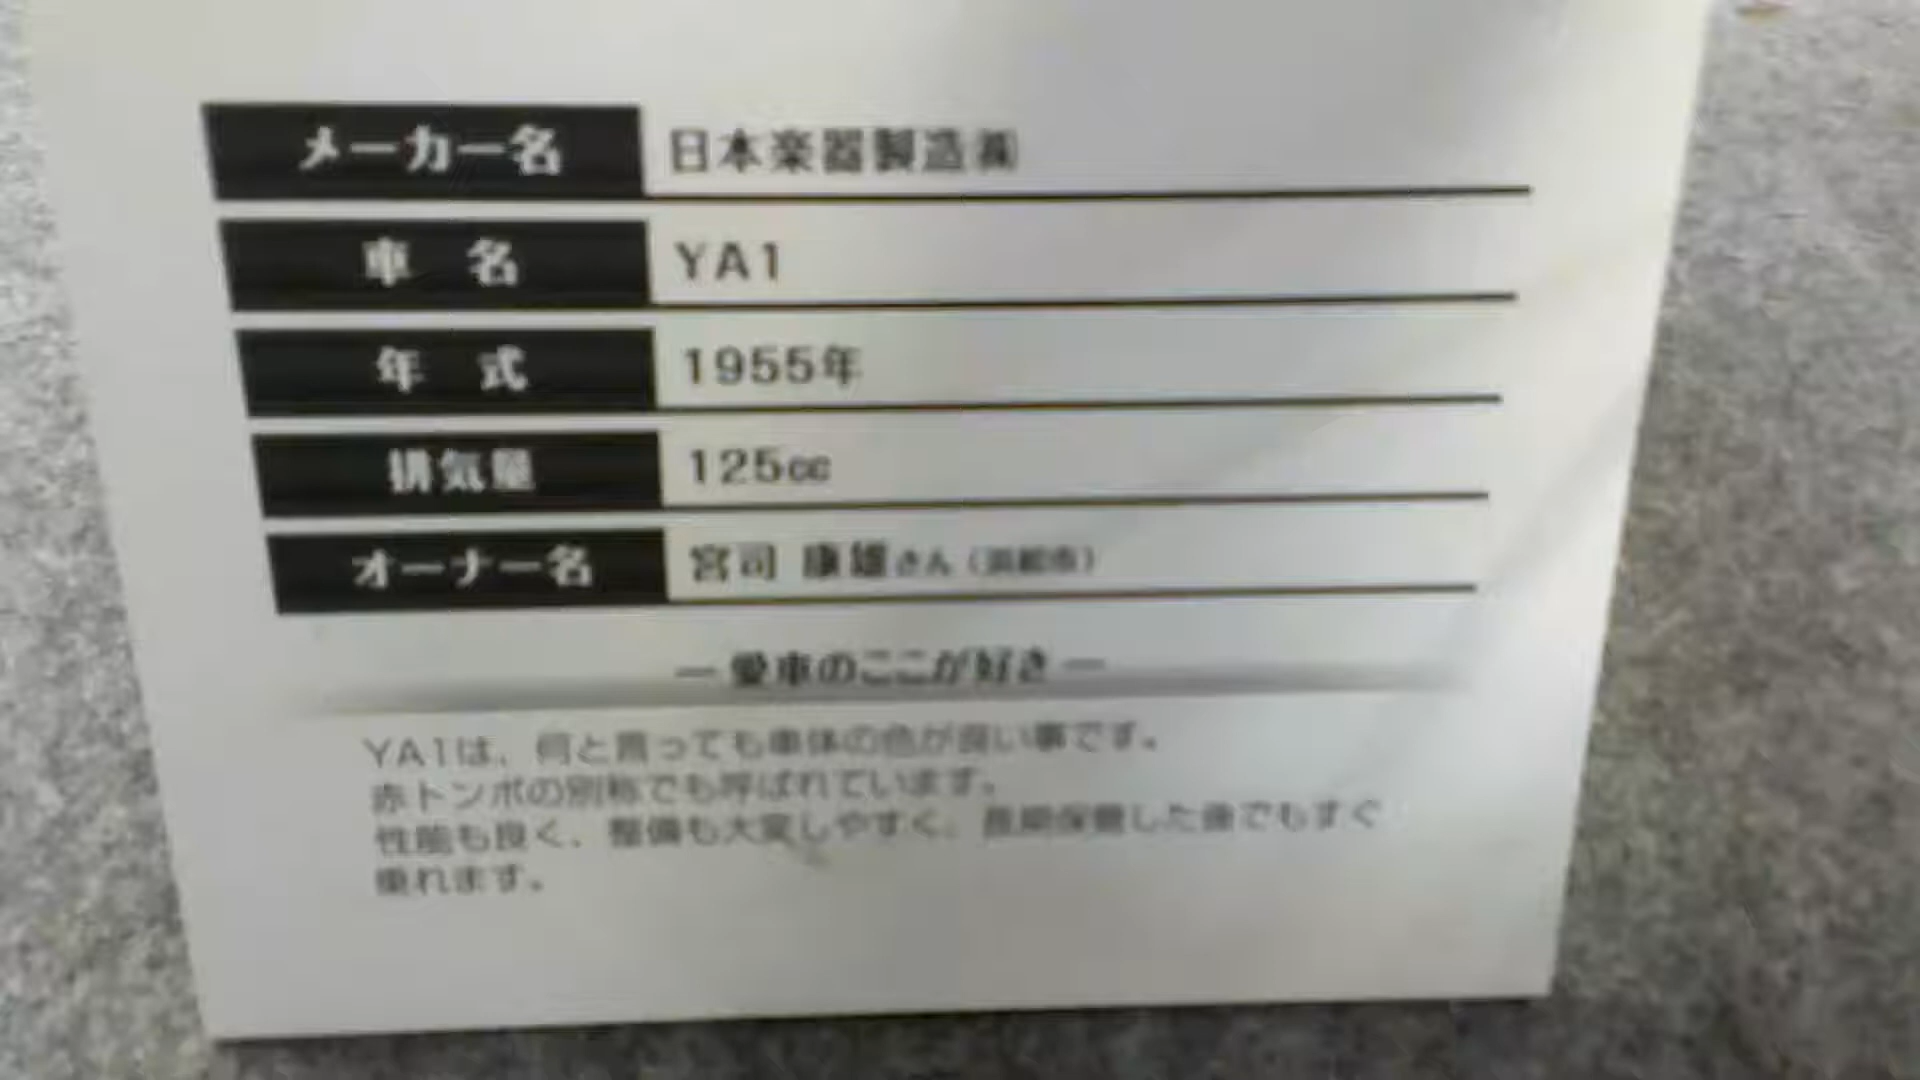 メーカー名 日本楽器製造㈱
車 名 YA1
年 式 1955年
排気量 125cc
オーナー名 宮司 康雄さん
― 愛車のここが好き ―
YA1は、何と言っても車体の色が良い事です。
赤トンボの別称でも呼ばれています。
性能も良く、整備も大変しやすく、長期保管した後でもすぐ
乗れます。